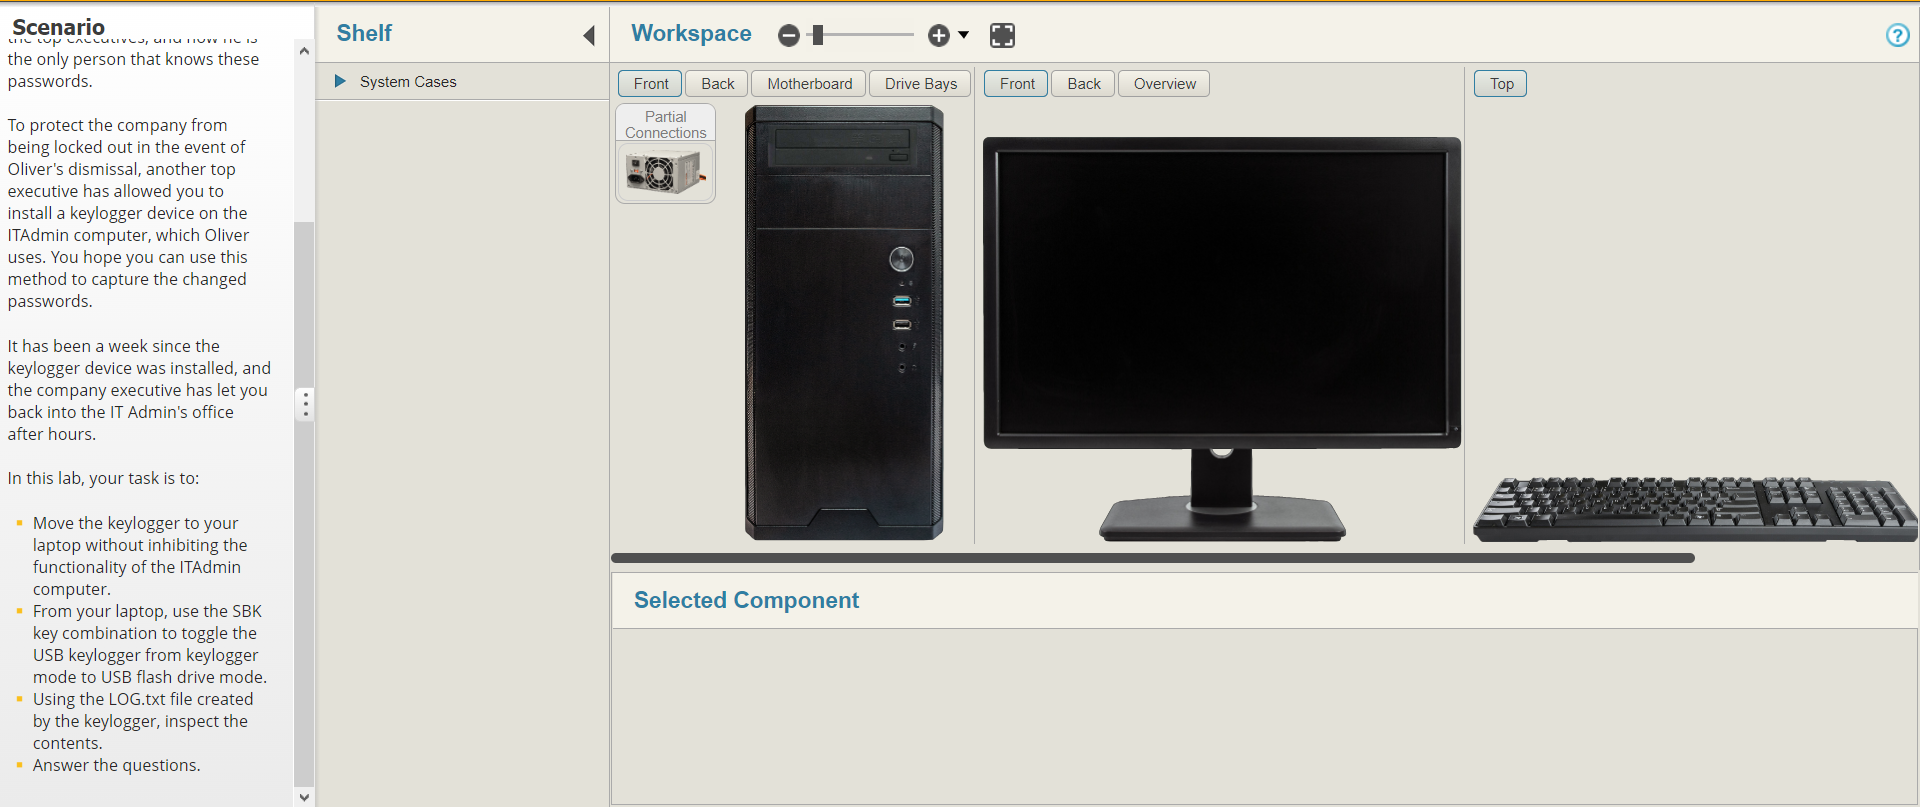 Scenario
the top executives, and now he is
the only person that knows these
passwords.
To protect the company from
being locked out in the event of
Oliver's dismissal, another top
executive has allowed you to
install a keylogger device on the
ITAdmin computer, which Oliver
uses. You hope you can use this
method to capture the changed
passwords.
It has been a week since the
keylogger device was installed, and
the company executive has let you
back into the IT Admin's office
after hours.
In this lab, your task is to:
Move the keylogger to your
laptop without inhibiting the
functionality of the ITAdmin
computer.
From your laptop, use the SBK
key combination to toggle the
USB keylogger from keylogger
mode to USB flash drive mode.
Using the LOG.txt file created
by the keylogger, inspect the
contents.
Answer the questions.
Shelf
System Cases
Workspace
?
Front Back Motherboard Drive Bays
Partial
Connections
Front Back Overview
Top
Selected Component